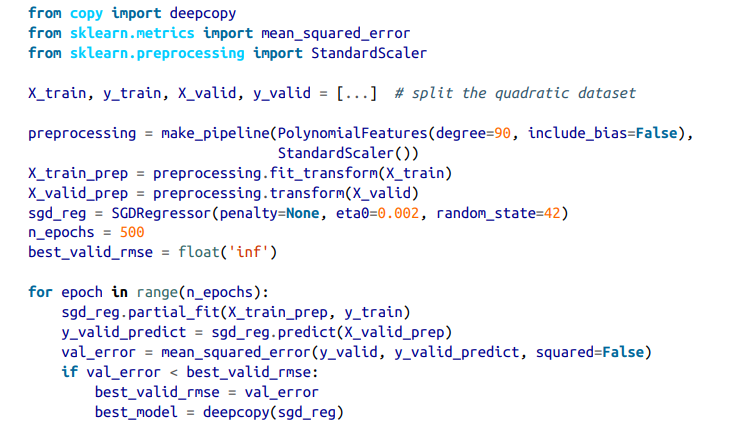 from copy import deepcopy
from sklearn.metrics import mean_squared_error
from sklearn.preprocessing import StandardScaler

X_train, y_train, X_valid, y_valid = [...]  # split the quadratic dataset

preprocessing = make_pipeline(PolynomialFeatures(degree=90, include_bias=False),
                              StandardScaler())
X_train_prep = preprocessing.fit_transform(X_train)
X_valid_prep = preprocessing.transform(X_valid)
sgd_reg = SGDRegressor(penalty=None, eta0=0.002, random_state=42)
n_epochs = 500
best_valid_rmse = float('inf')

for epoch in range(n_epochs):
    sgd_reg.partial_fit(X_train_prep, y_train)
    y_valid_predict = sgd_reg.predict(X_valid_prep)
    val_error = mean_squared_error(y_valid, y_valid_predict, squared=False)
    if val_error < best_valid_rmse:
        best_valid_rmse = val_error
        best_model = deepcopy(sgd_reg)